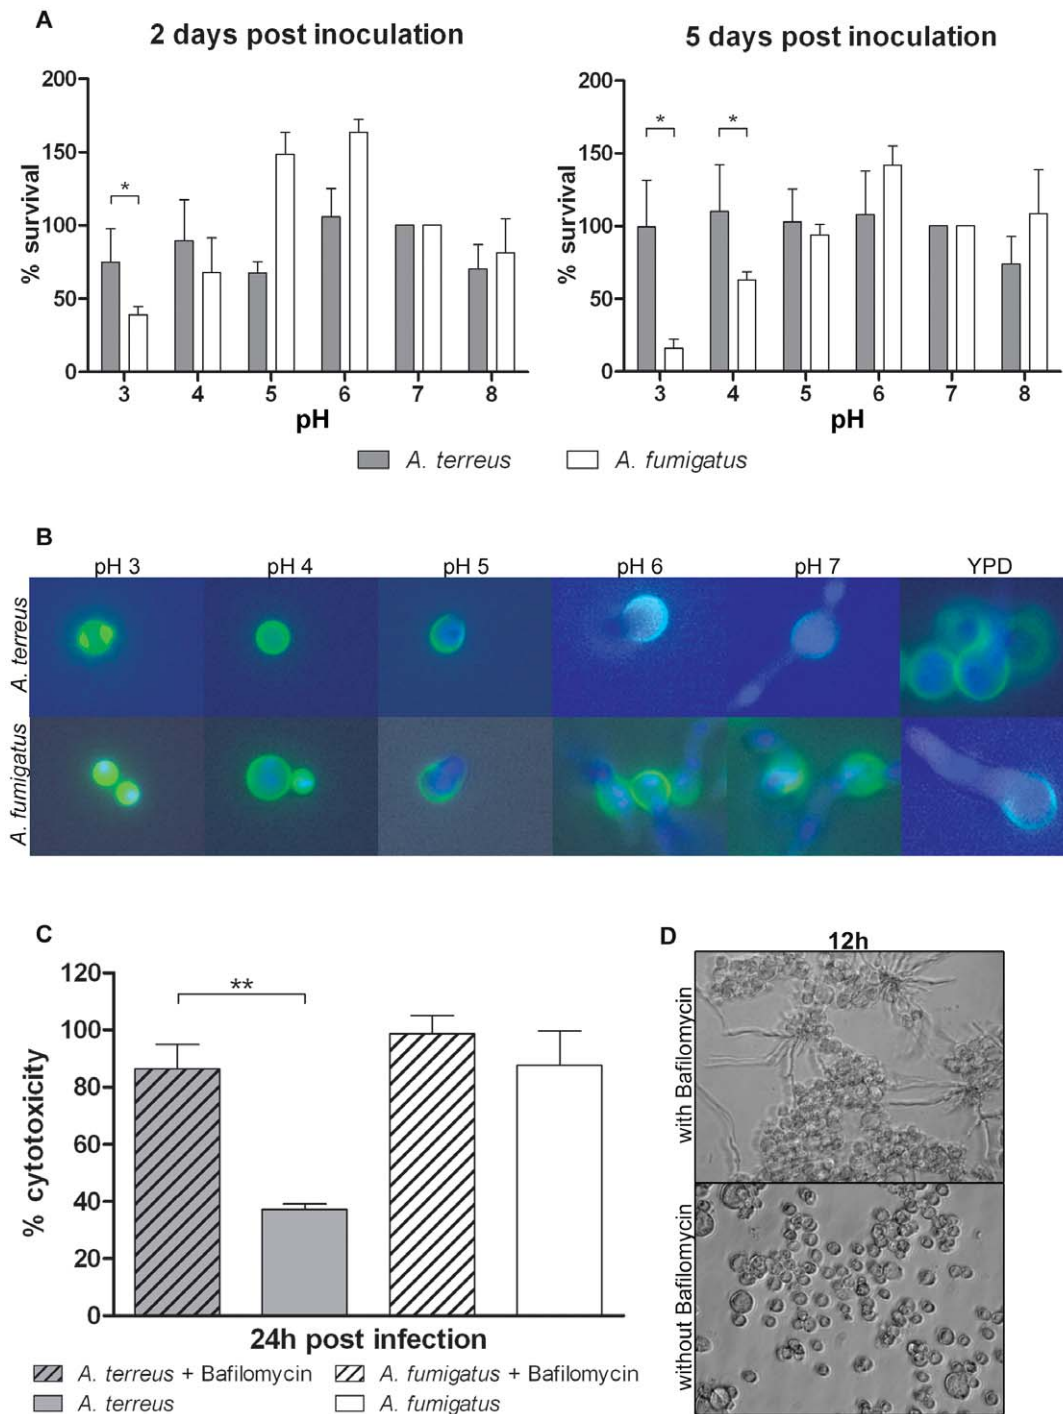 A
2 days post inoculation
5 days post inoculation
% survival
200
150
100
50
0
*
3 4 5 6 7 8
pH
% survival
200
150
100
50
0
* *
3 4 5 6 7 8
pH
A. terreus A. fumigatus
B
pH 3 pH 4 pH 5 pH 6 pH 7 YPD
A. terreus
A. fumigatus
C
% cytotoxicity
120
100
80
60
40
20
0
**
24h post infection
A. terreus + Bafilomycin A. fumigatus + Bafilomycin
A. terreus A. fumigatus
D
12h
with Bafilomycin
without Bafilomycin